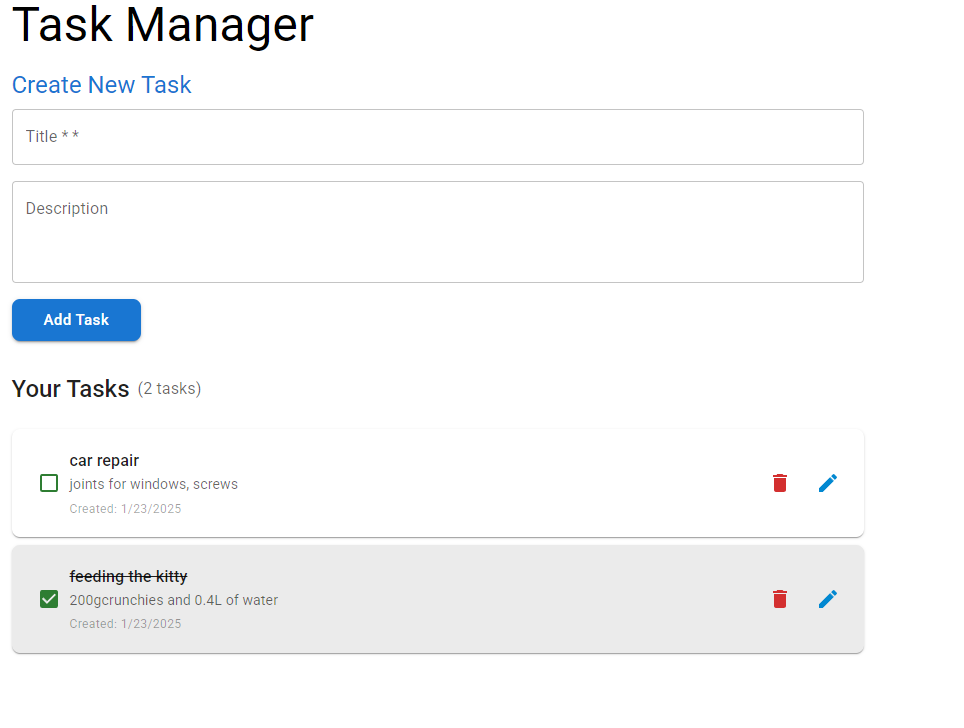 Task Manager
Create New Task
Title * *
Description
Add Task
Your Tasks (2 tasks)
car repair
joints for windows, screws
Created: 1/23/2025
feeding the kitty
200gcrunchies and 0.4L of water
Created: 1/23/2025